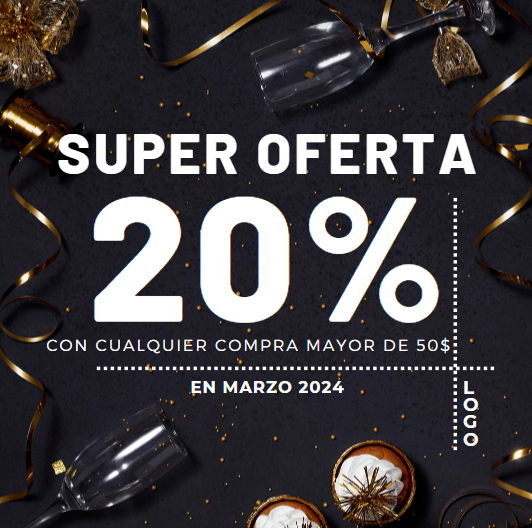 SUPER OFERTA
20%
CON CUALQUIER COMPRA MAYOR DE 50$
EN MARZO 2024
LOGO